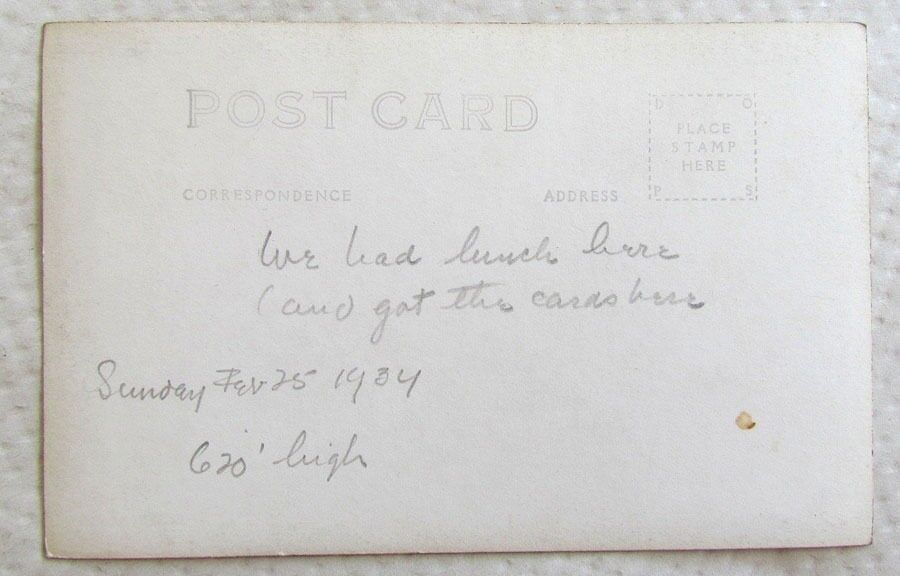 POST CARD
D O
PLACE
STAMP
HERE
P S
CORRESPONDENCE ADDRESS
We had lunch here
(and) got the cards here
Sunday Feb 25 1934
620' high